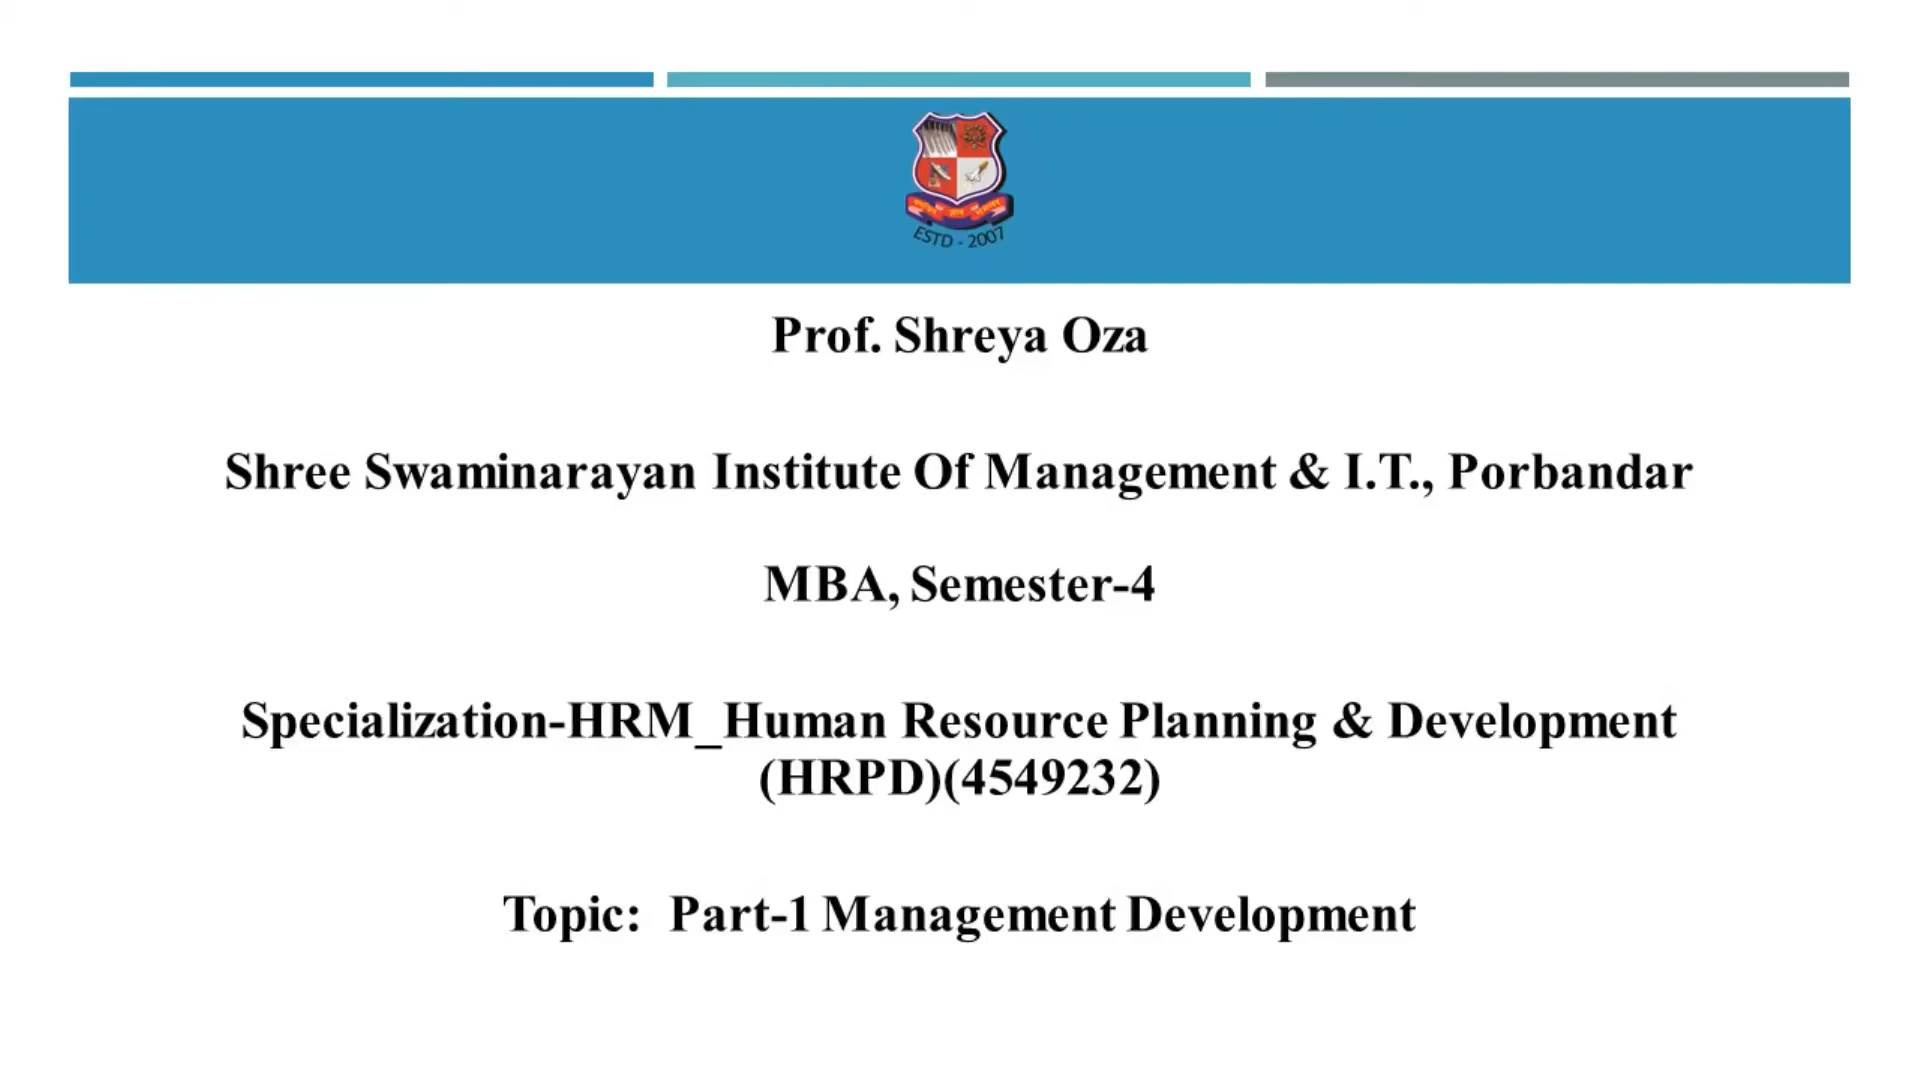 ESTD - 2007
Prof. Shreya Oza
Shree Swaminarayan Institute Of Management & I.T., Porbandar
MBA, Semester-4
Specialization-HRM_Human Resource Planning & Development
(HRPD)(4549232)
Topic: Part-1 Management Development